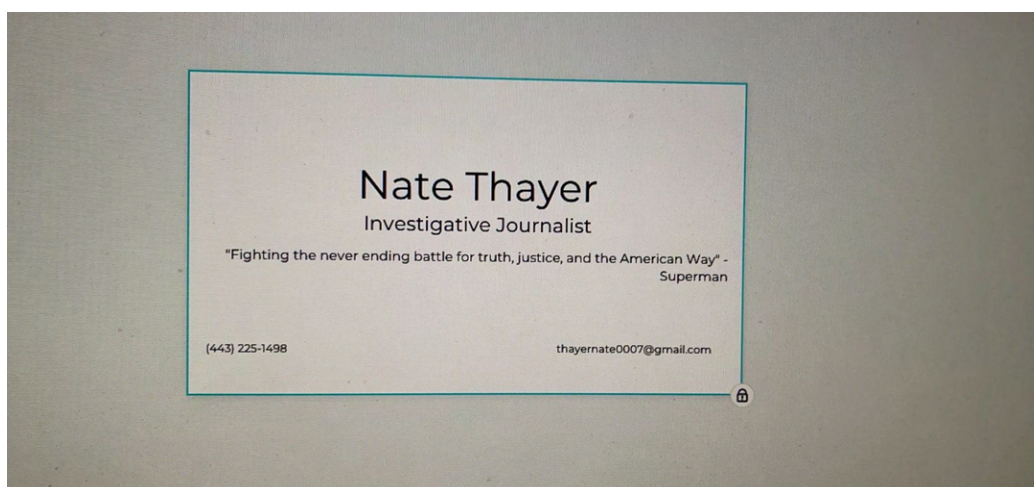 Nate Thayer
Investigative Journalist
"Fighting the never ending battle for truth, justice, and the American Way" -
Superman
(443) 225-1498
thayernate0007@gmail.com